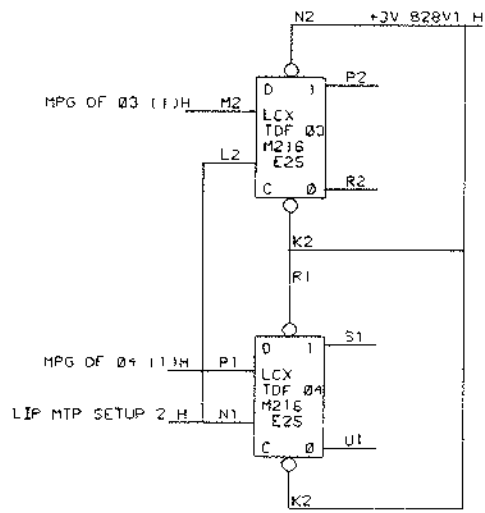 N2 +3V B28V1 H
D 1 P2
MPG OF 03 (1)H M2
LCX
TDF 03
M216
E25
L2
C 0 R2
K2
R1
D 1 S1
MPG OF 04 (1)H P1
LCX
TDF 04
M216
E25
LIP MTP SETUP 2 H N1
C 0 U1
K2